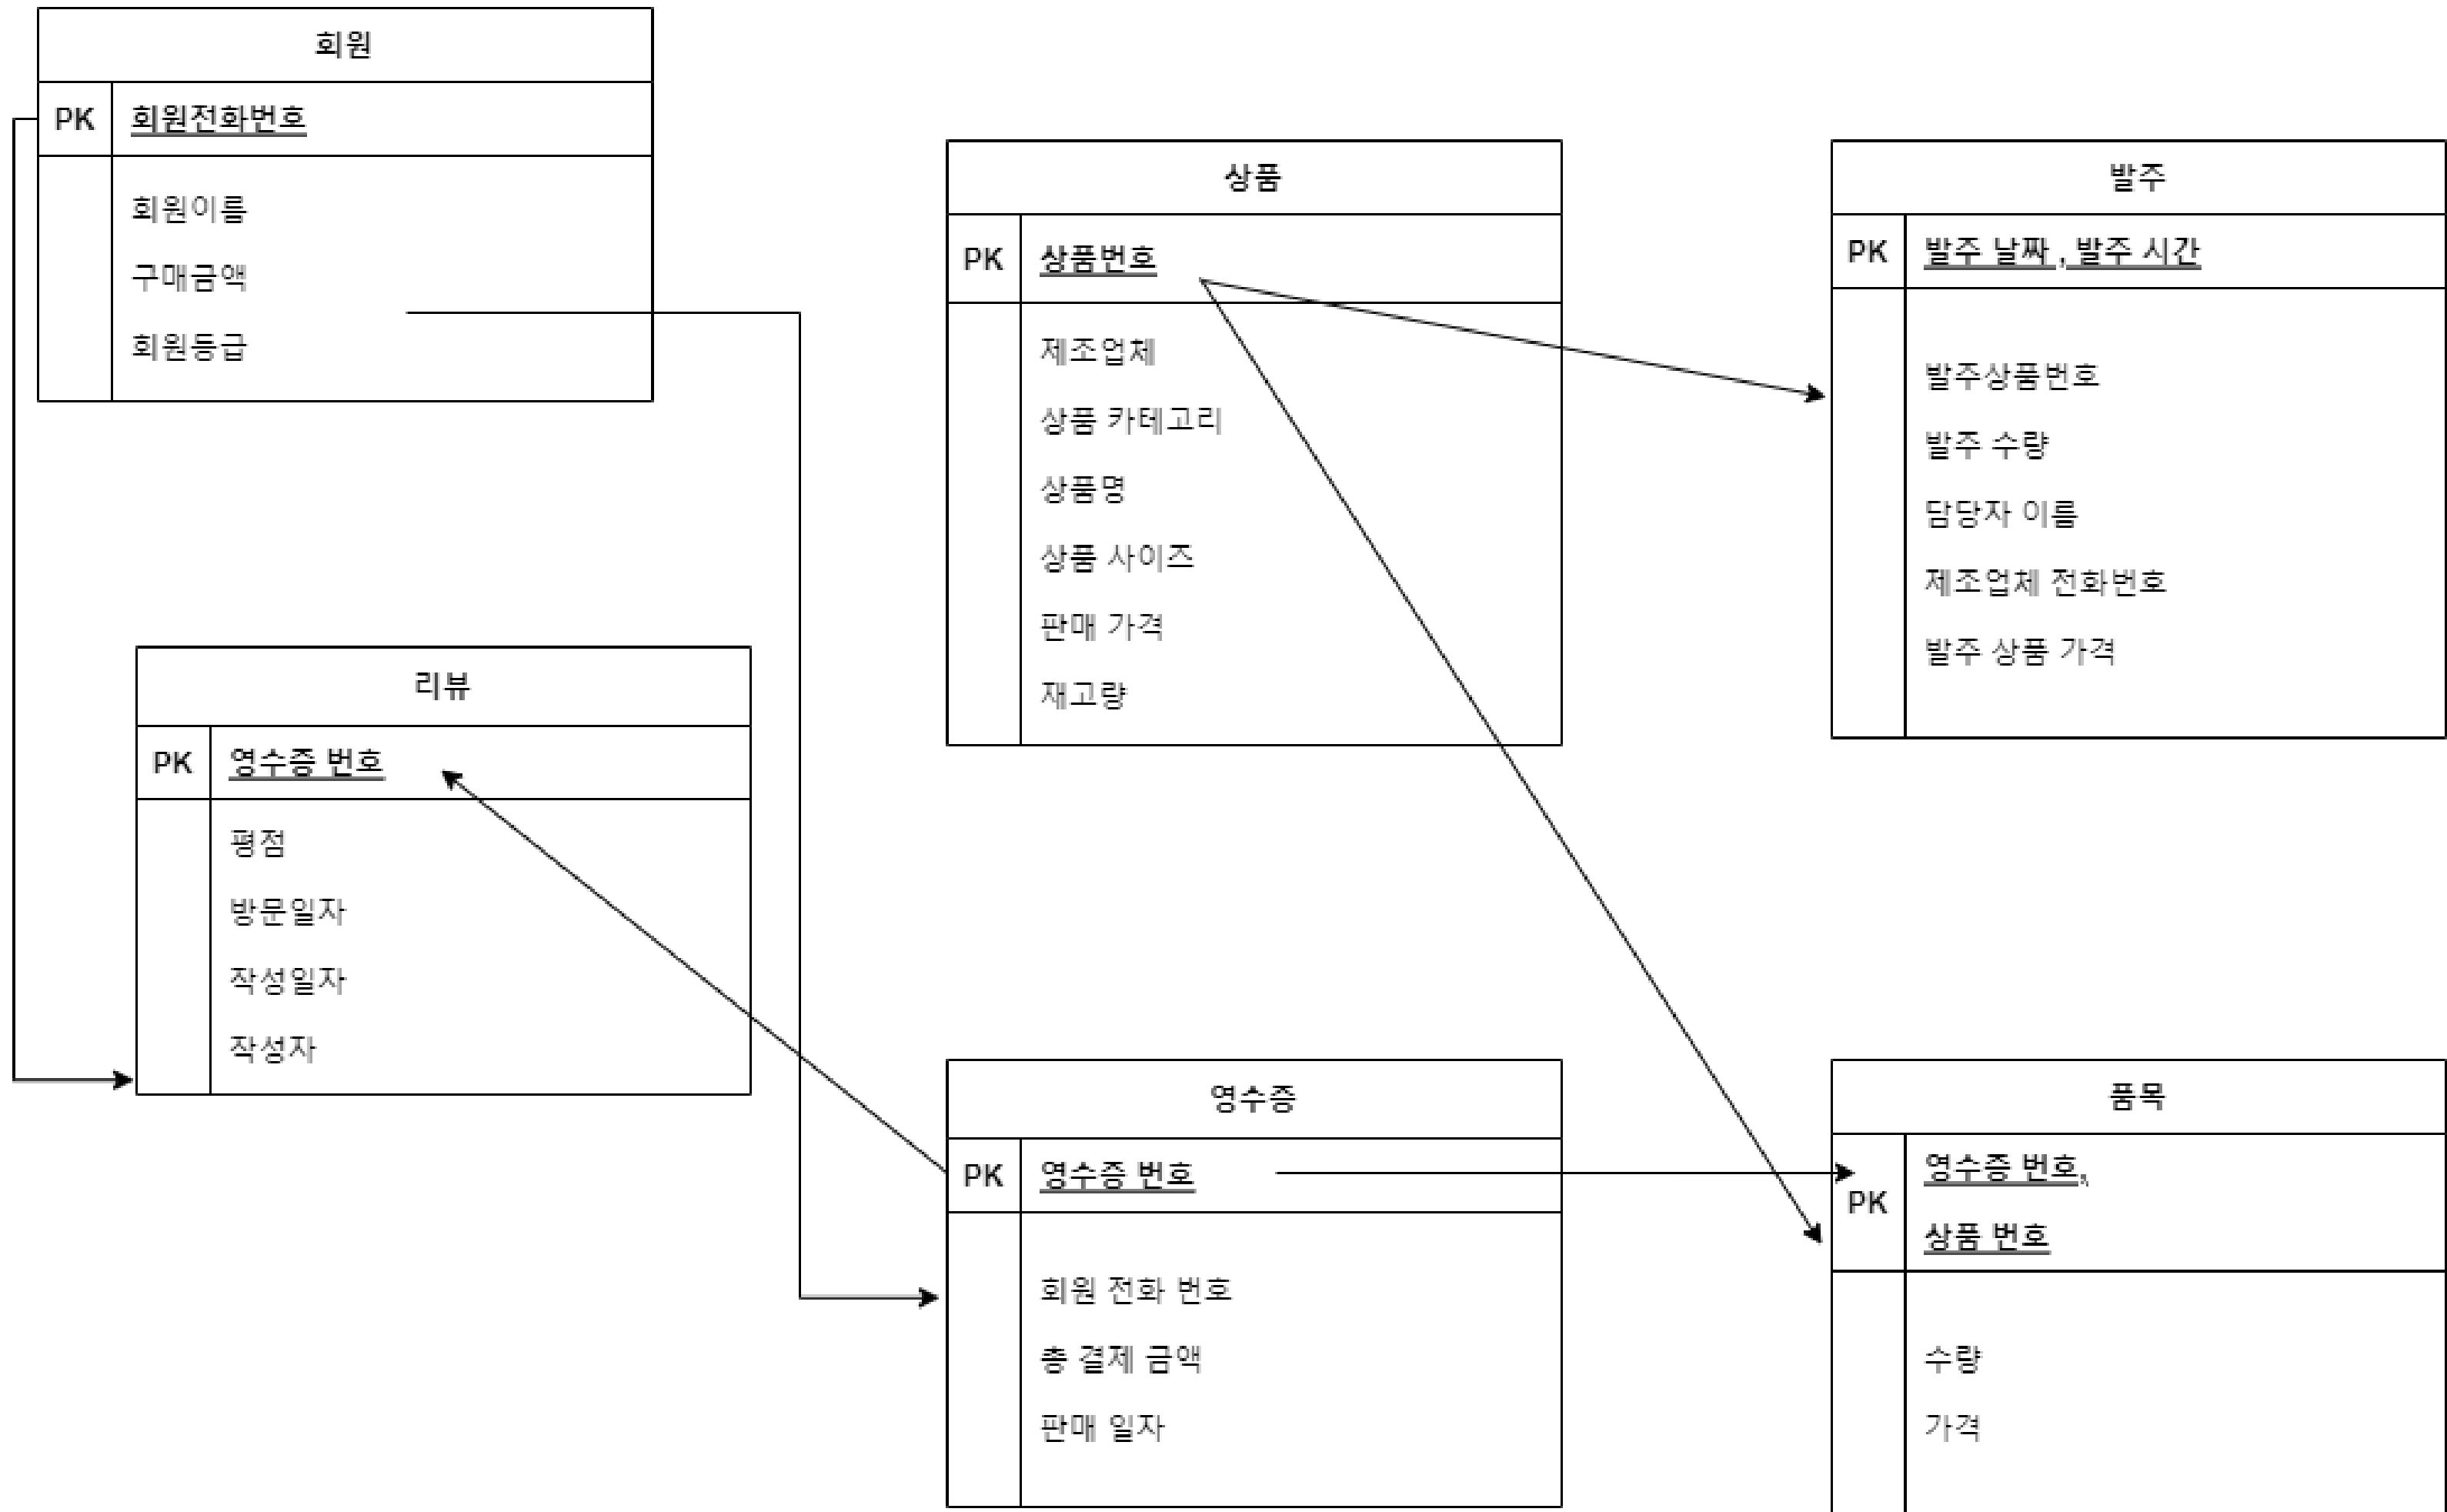 회원
PK 회원전화번호
회원이름
구매금액
회원등급
상품
PK 상품번호
제조업체
상품 카테고리
상품명
상품 사이즈
판매 가격
재고량
발주
PK 발주 날짜 , 발주 시간
발주상품번호
발주 수량
담당자 이름
제조업체 전화번호
발주 상품 가격
리뷰
PK 영수증 번호
평점
방문일자
작성일자
작성자
영수증
PK 영수증 번호
회원 전화 번호
총 결제 금액
판매 일자
품목
PK 영수증 번호,
상품 번호
수량
가격